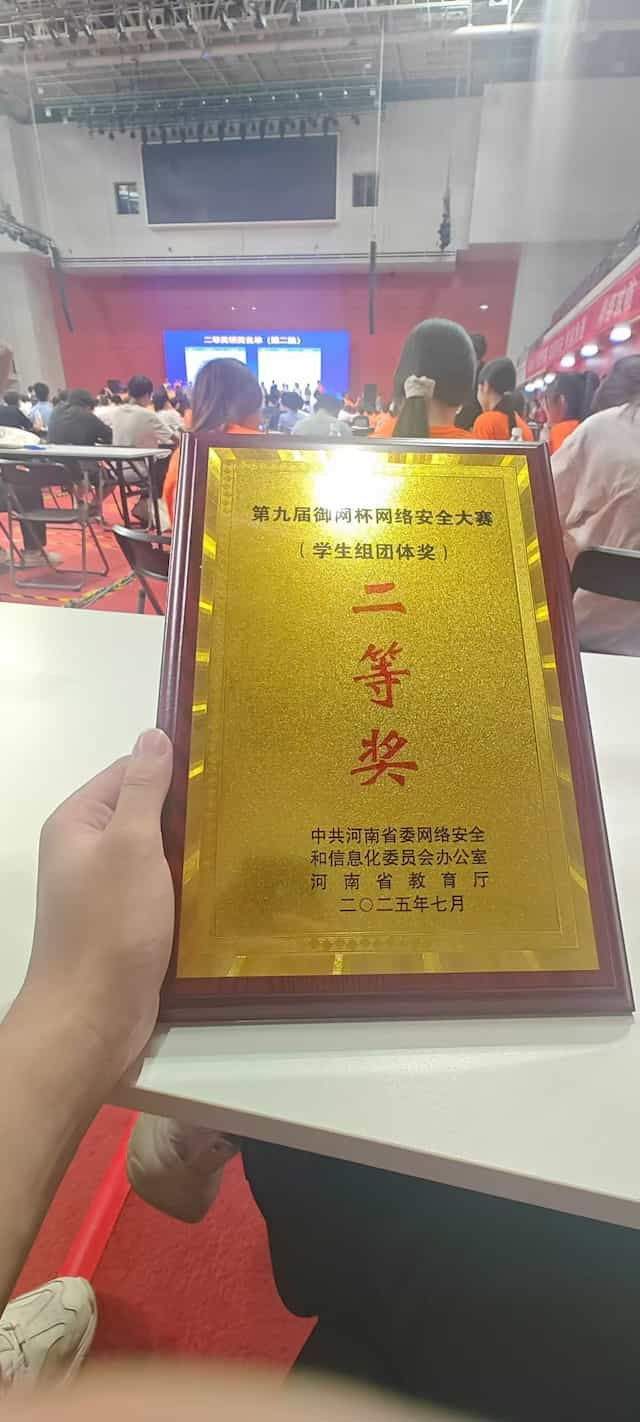 二等奖颁奖名单（第二组）
第九届御网杯网络安全大赛
（学生组团体奖）
二等奖
中共河南省委网络安全
和信息化委员会办公室
河南省教育厅
二〇二五年七月